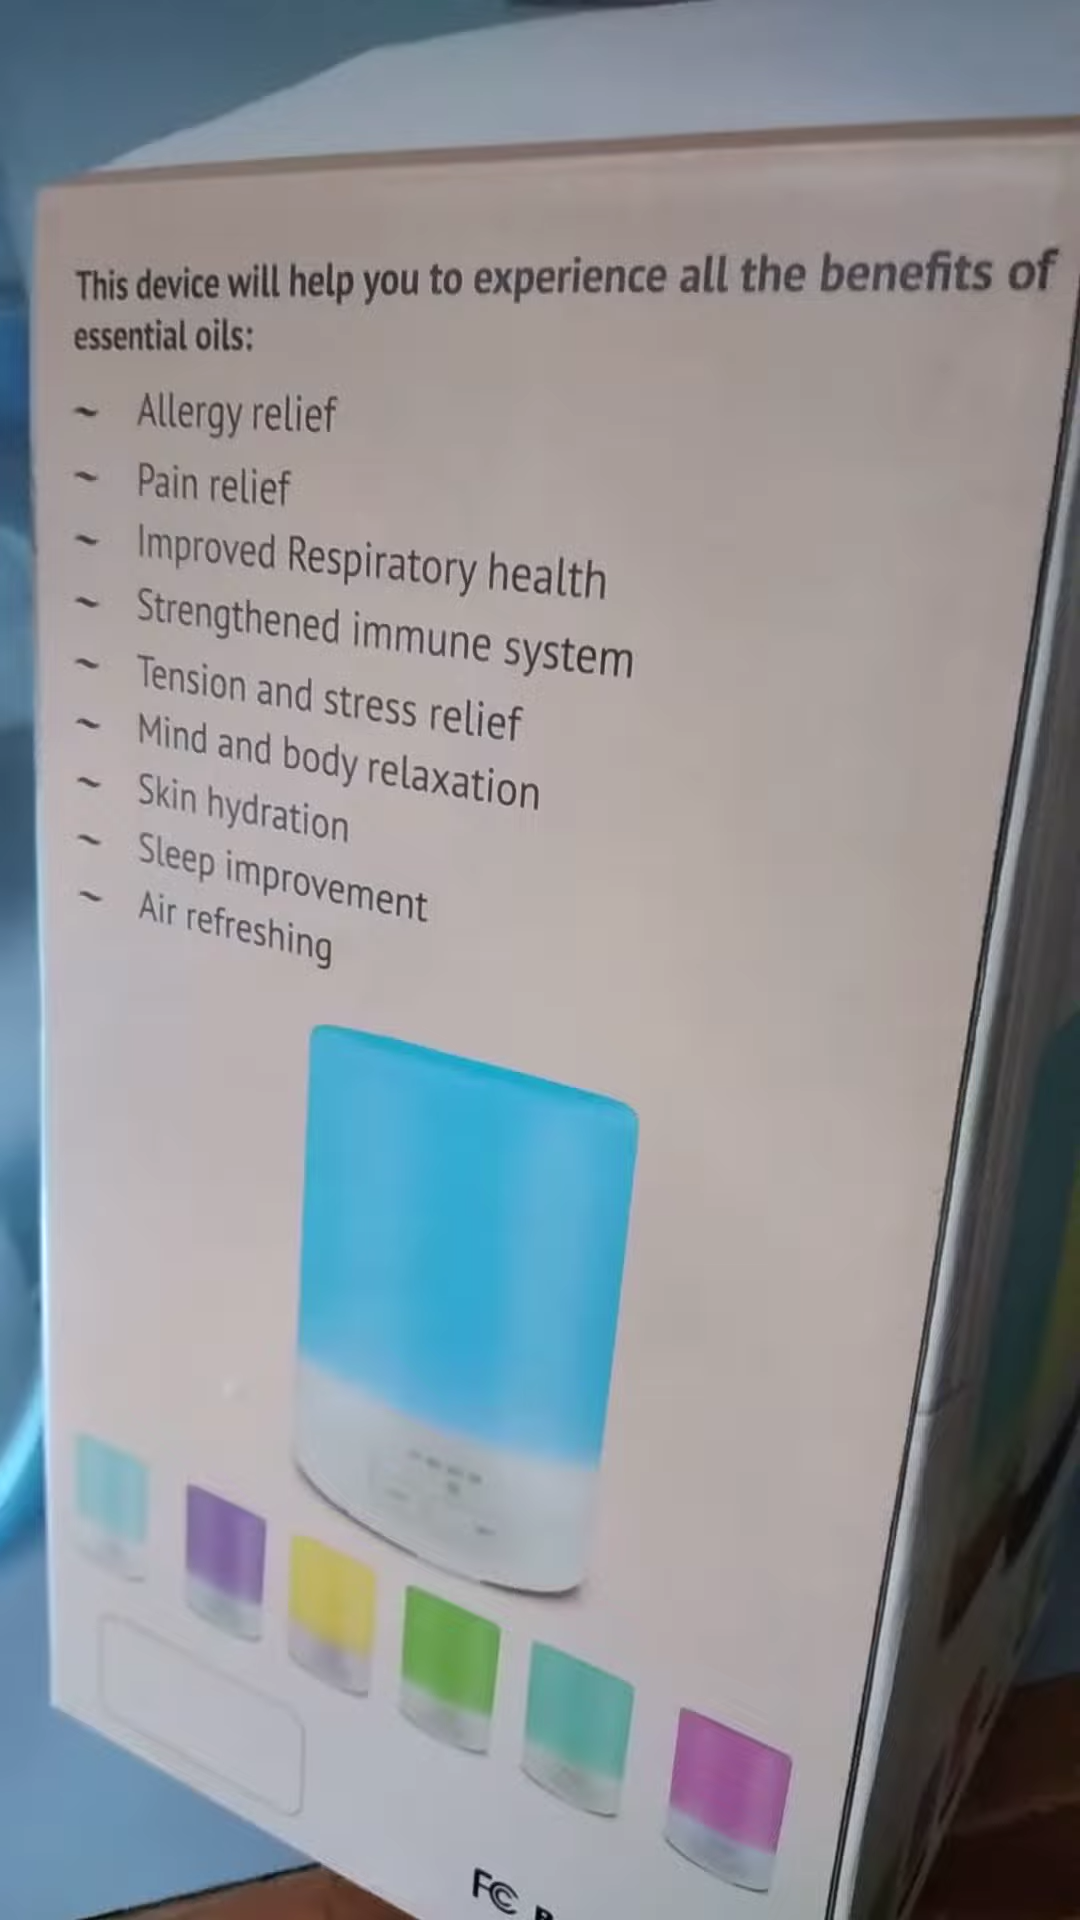 This device will help you to experience all the benefits of
essential oils:
~ Allergy relief
~ Pain relief
~ Improved Respiratory health
~ Strengthened immune system
~ Tension and stress relief
~ Mind and body relaxation
~ Skin hydration
~ Sleep improvement
~ Air refreshing
FC